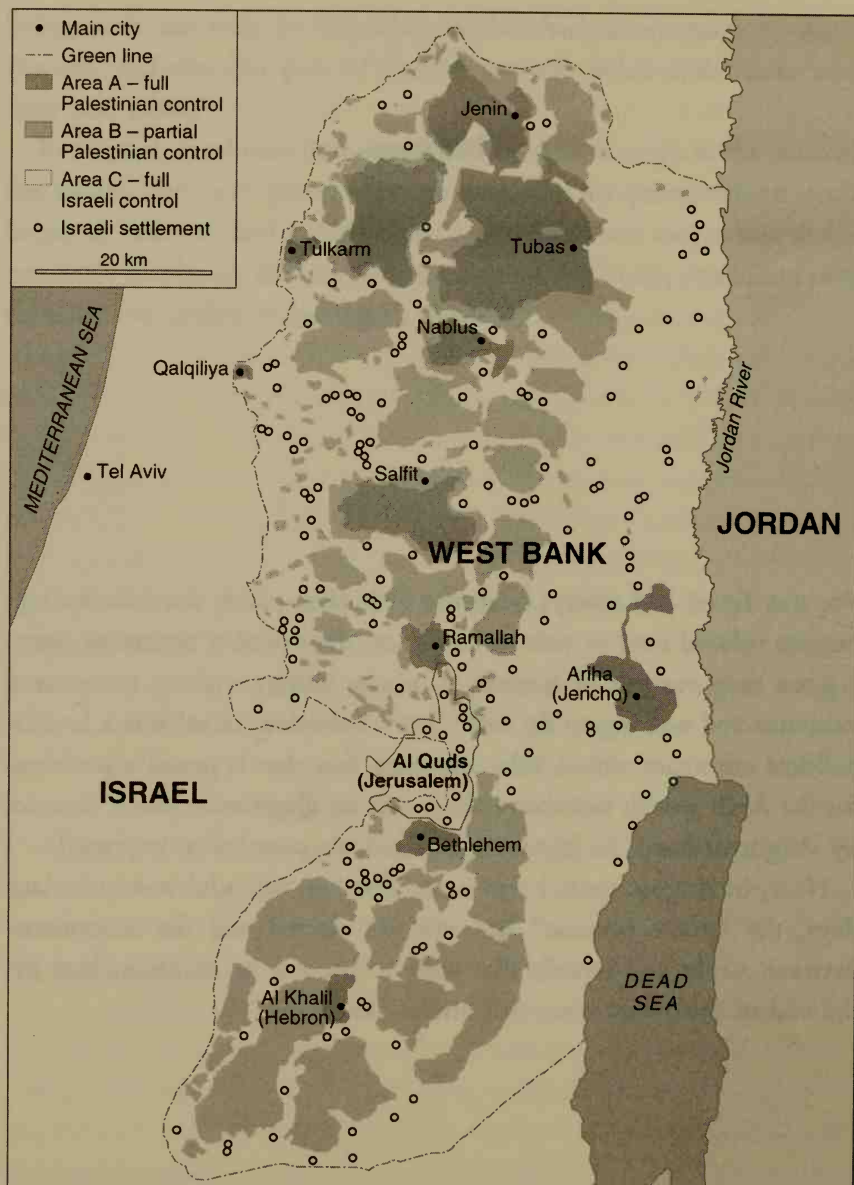 Main city
Green line
Area A – full
Palestinian control
Area B – partial
Palestinian control
Area C – full
Israeli control
Israeli settlement
20 km
Jenin
Tulkarm
Tubas
MEDITERRANEAN SEA
Nablus
Qalqiliya
Jordan River
Tel Aviv
Salfit
JORDAN
WEST BANK
Ramallah
Ariha
(Jericho)
Al Quds
(Jerusalem)
ISRAEL
Bethlehem
DEAD
SEA
Al Khalil
(Hebron)